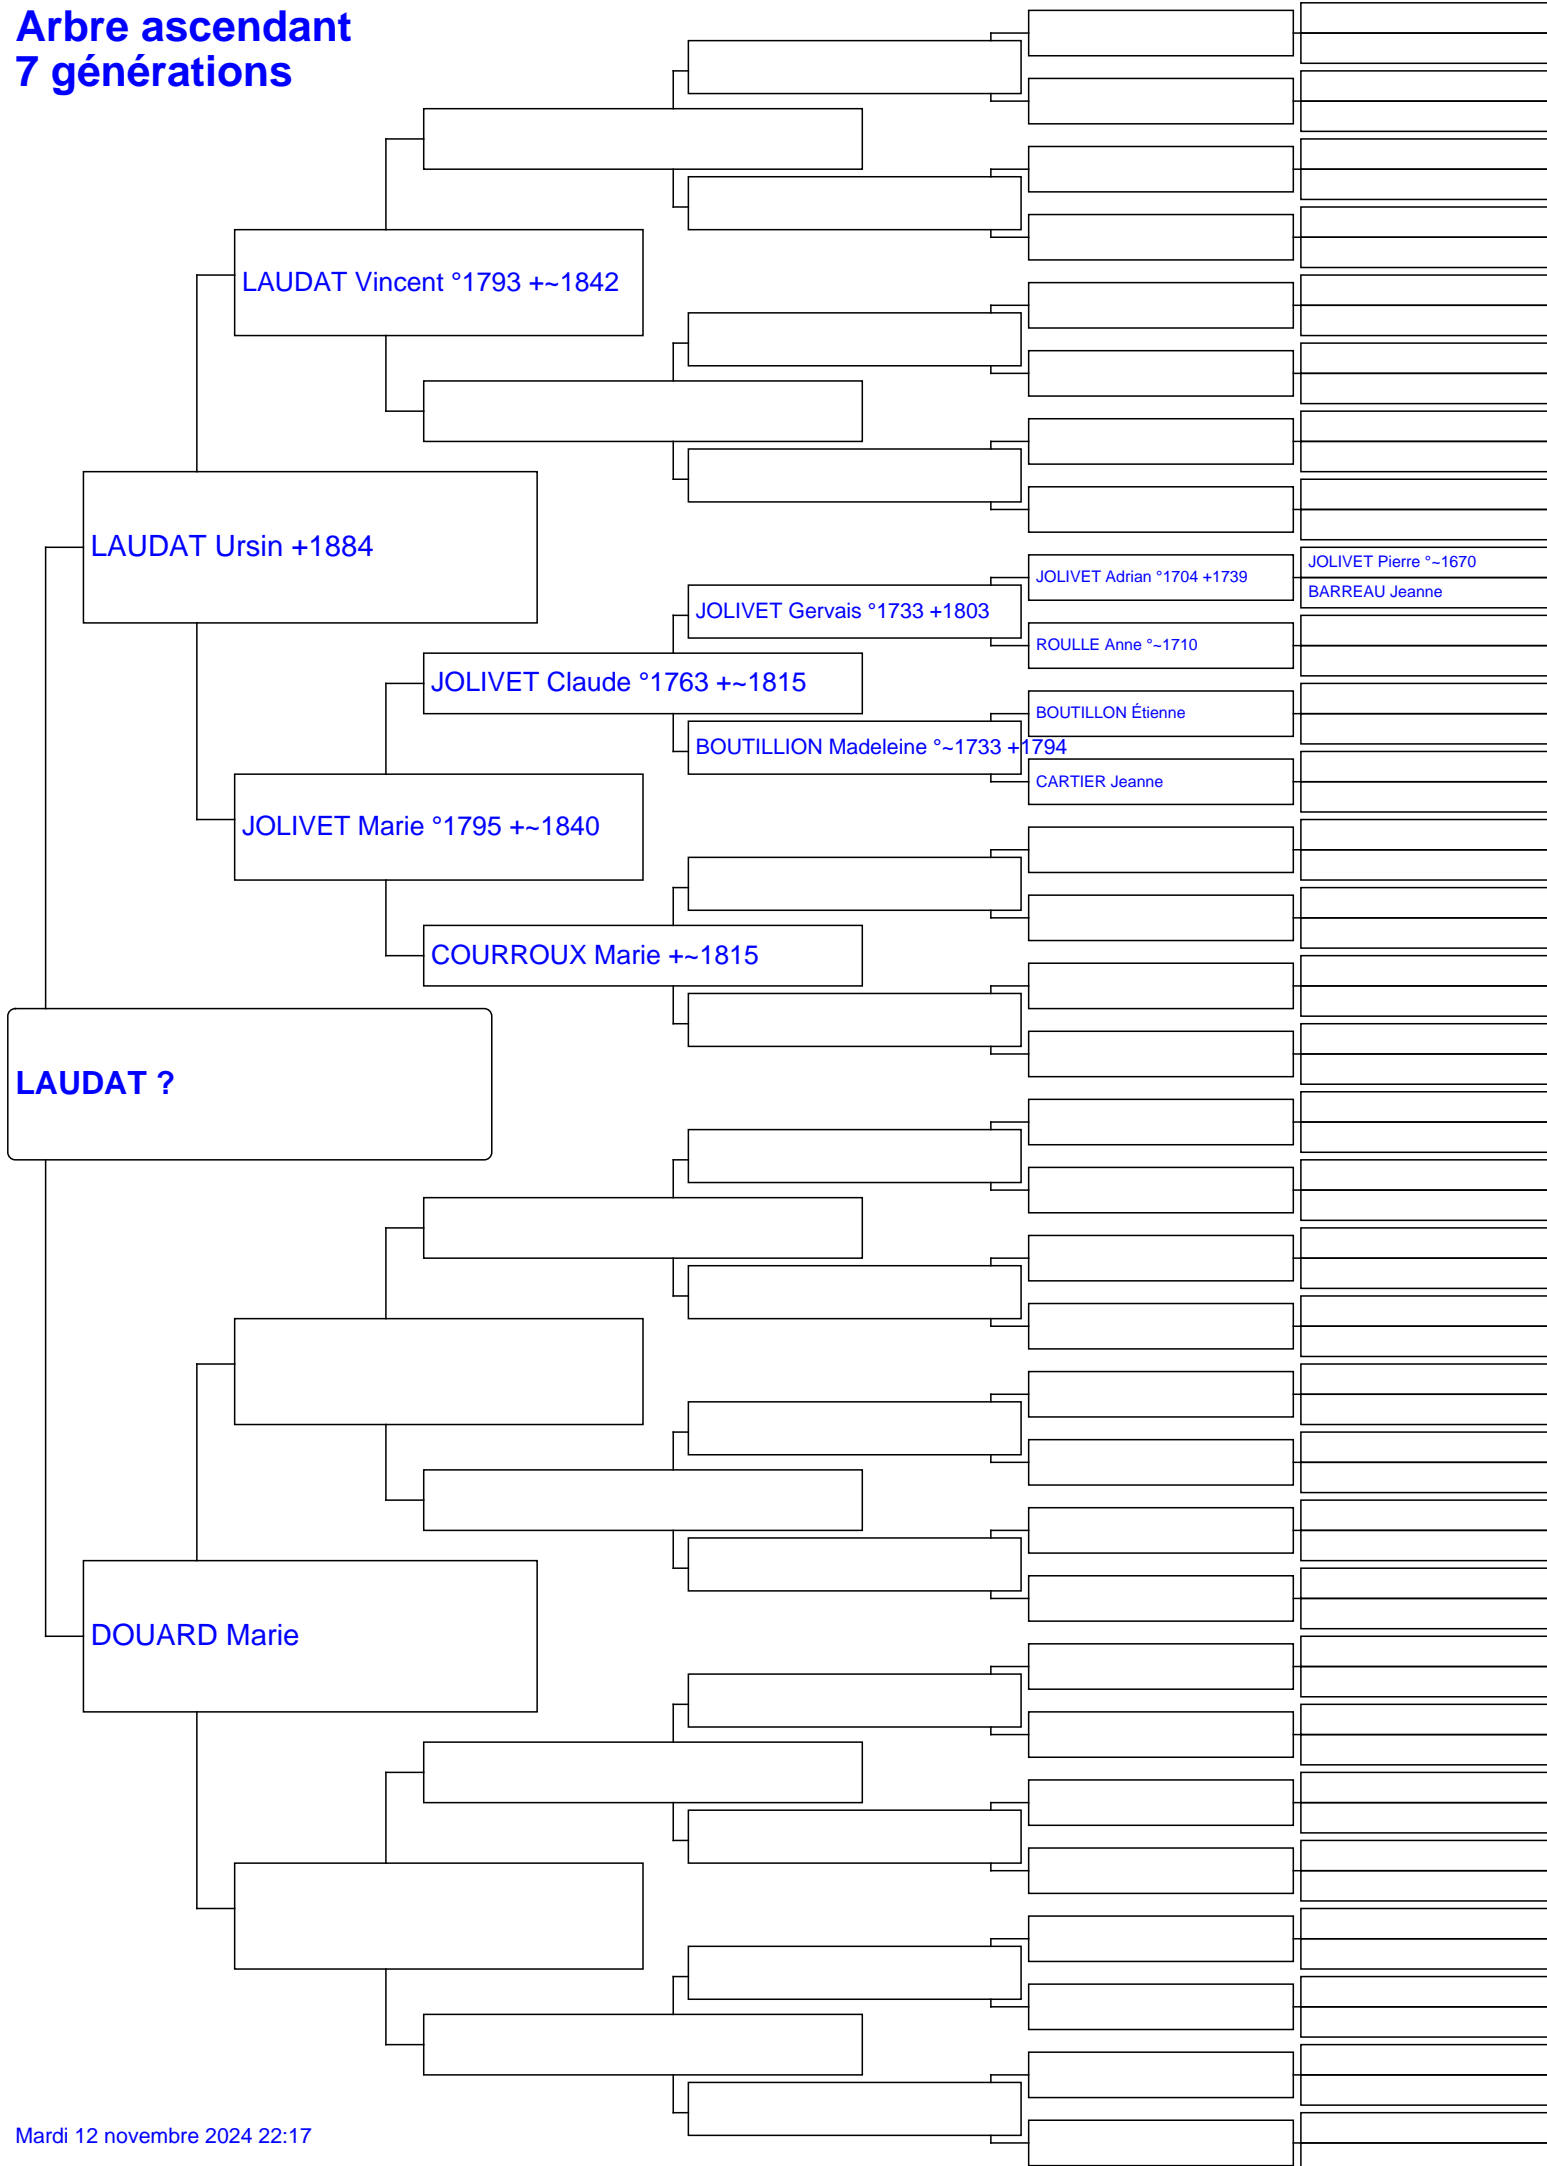 Arbre ascendant
7 générations
LAUDAT Vincent °1793 +~1842
LAUDAT Ursin +1884
JOLIVET Adrian °1704 +1739
JOLIVET Pierre °~1670
BARREAU Jeanne
JOLIVET Gervais °1733 +1803
ROULLE Anne °~1710
JOLIVET Claude °1763 +~1815
BOUTILLON Étienne
BOUTILLION Madeleine °~1733 +1794
CARTIER Jeanne
JOLIVET Marie °1795 +~1840
COURROUX Marie +~1815
LAUDAT ?
DOUARD Marie
Mardi 12 novembre 2024 22:17